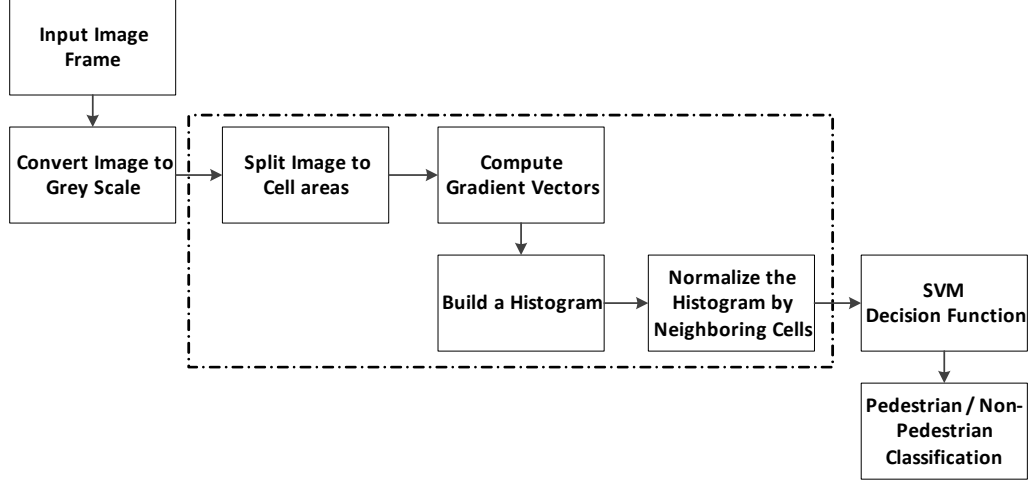 Input Image
Frame
Convert Image to
Grey Scale
Split Image to
Cell areas
Compute
Gradient Vectors
Build a Histogram
Normalize the
Histogram by
Neighboring Cells
SVM
Decision Function
Pedestrian / Non-
Pedestrian
Classification